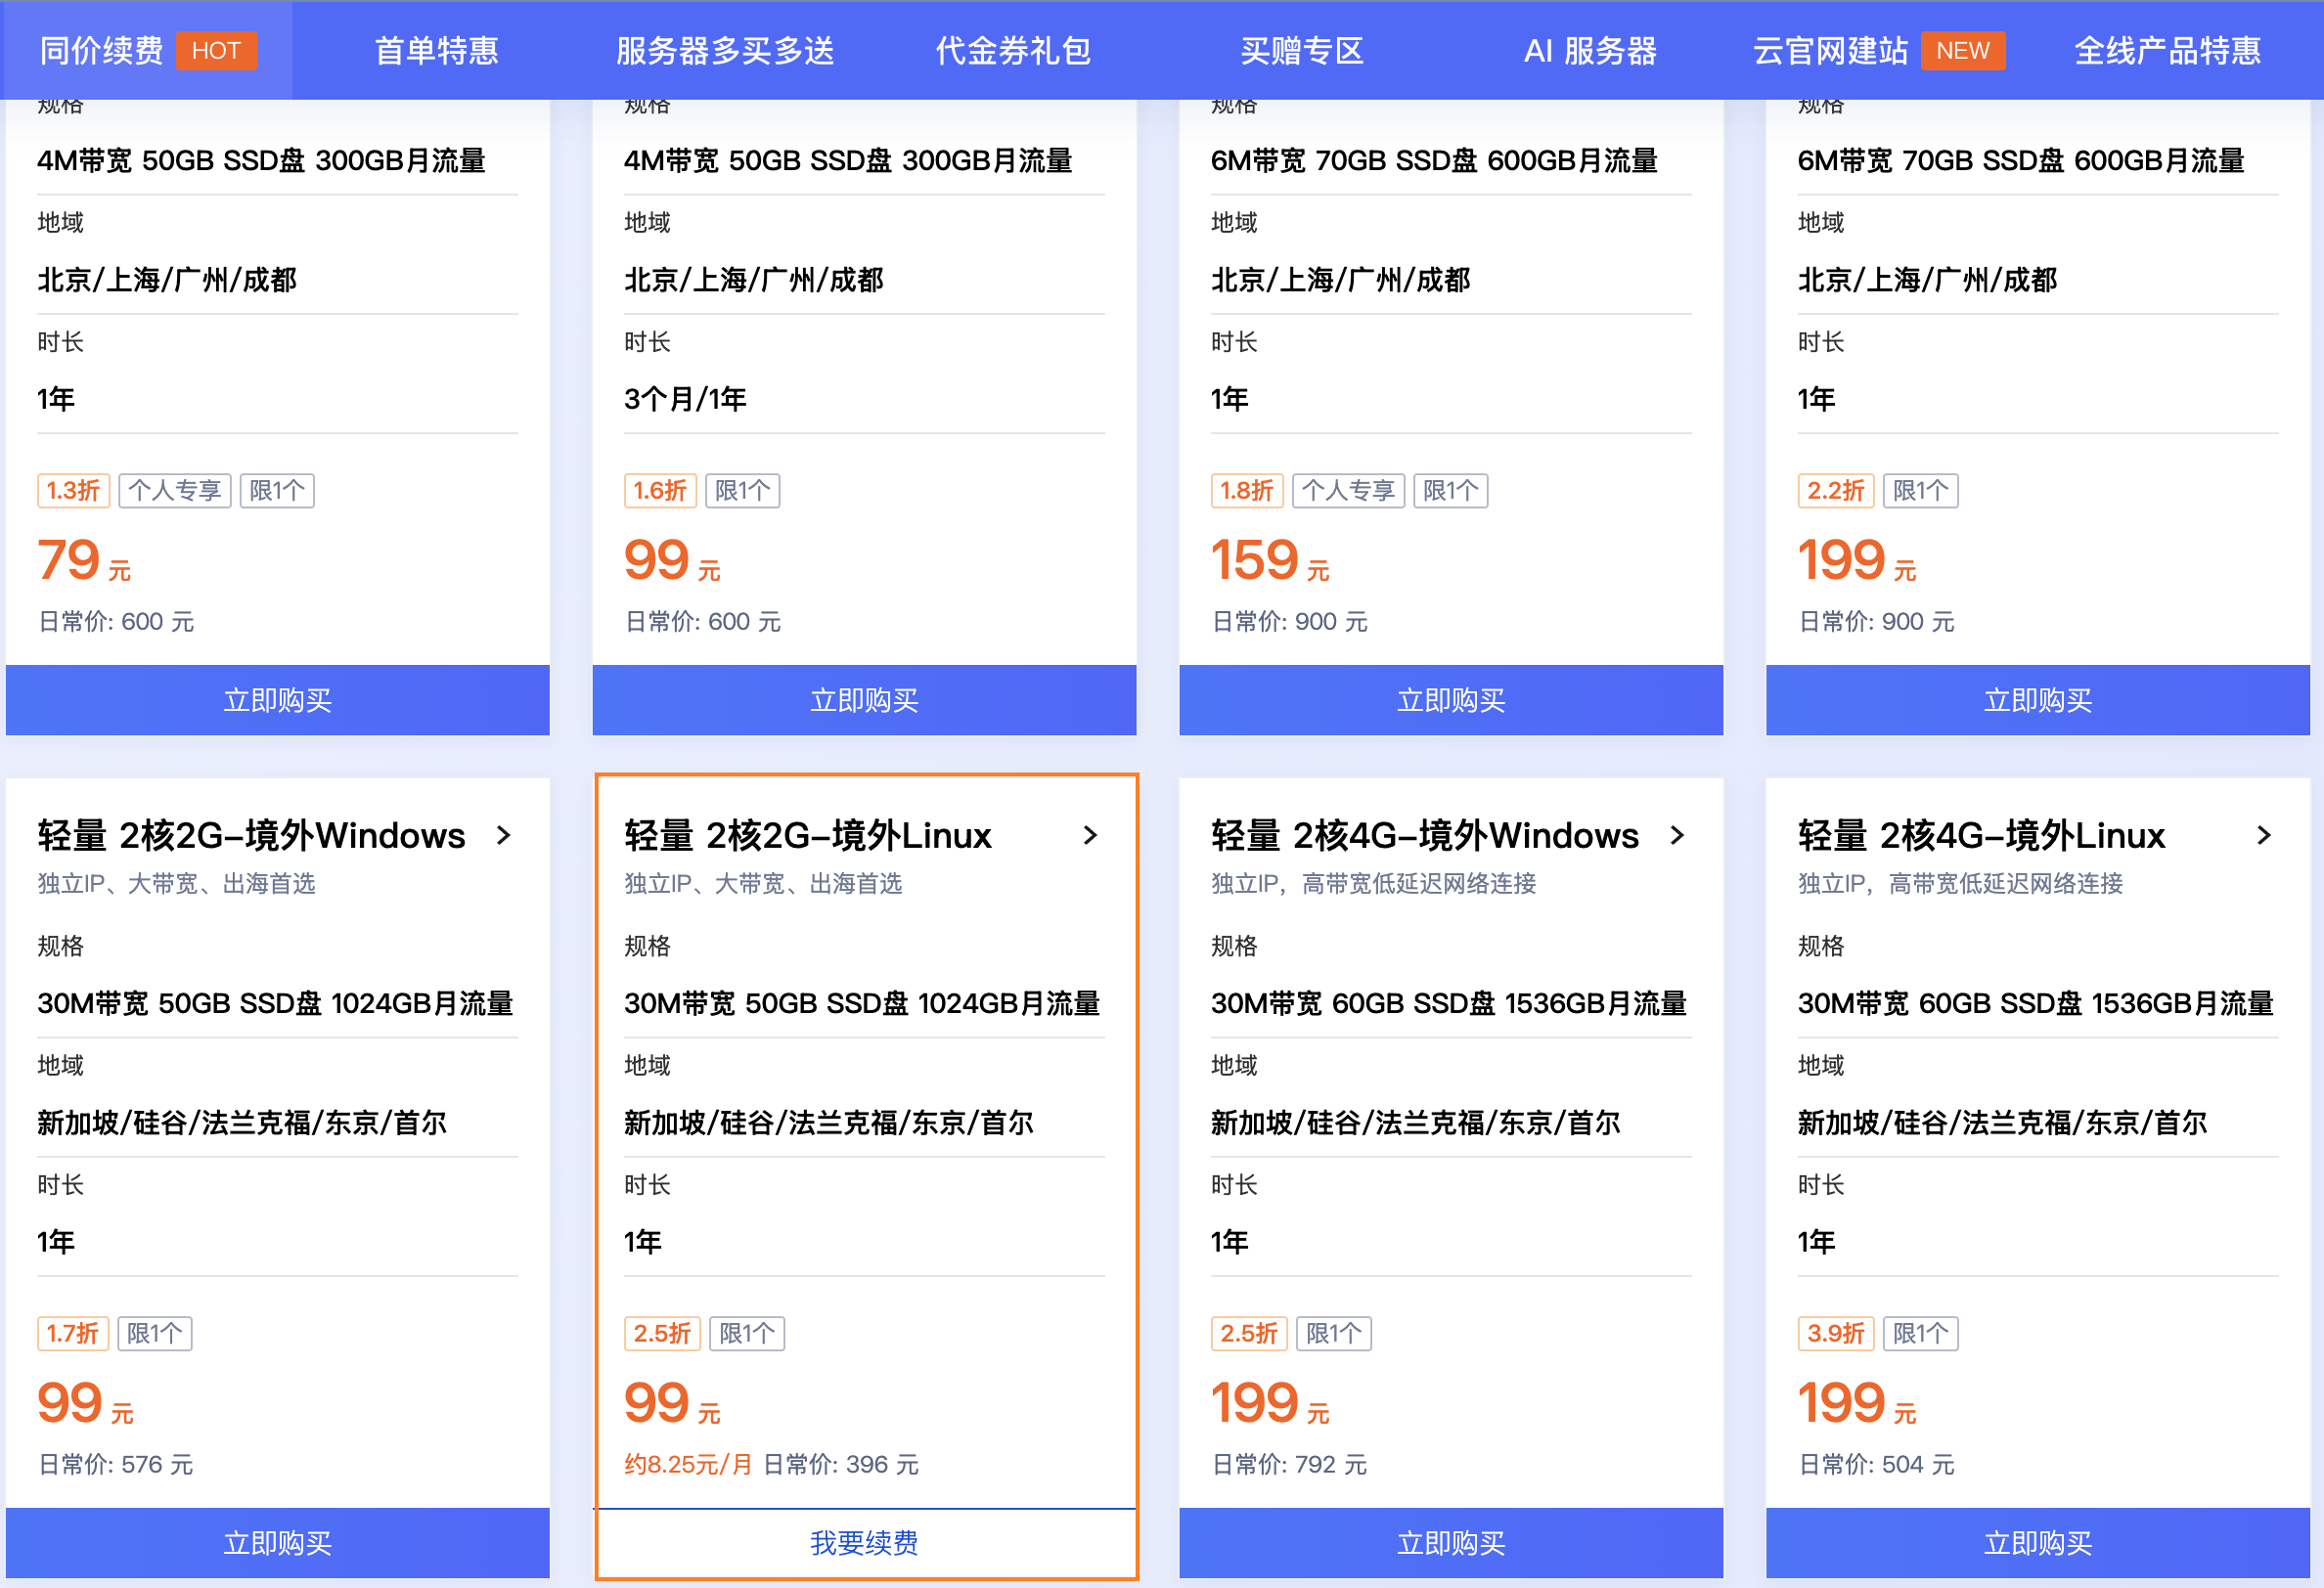 同价续费 HOT 首单特惠 服务器多买多送 代金券礼包 买赠专区 AI 服务器 云官网建站 NEW 全线产品特惠
规格
4M带宽 50GB SSD盘 300GB月流量
地域
北京/上海/广州/成都
时长
1年
1.3折 个人专享 限1个
79 元
日常价: 600 元
立即购买
规格
4M带宽 50GB SSD盘 300GB月流量
地域
北京/上海/广州/成都
时长
3个月/1年
1.6折 限1个
99 元
日常价: 600 元
立即购买
规格
6M带宽 70GB SSD盘 600GB月流量
地域
北京/上海/广州/成都
时长
1年
1.8折 个人专享 限1个
159 元
日常价: 900 元
立即购买
规格
6M带宽 70GB SSD盘 600GB月流量
地域
北京/上海/广州/成都
时长
1年
2.2折 限1个
199 元
日常价: 900 元
立即购买
轻量 2核2G-境外Windows
独立IP、大带宽、出海首选
规格
30M带宽 50GB SSD盘 1024GB月流量
地域
新加坡/硅谷/法兰克福/东京/首尔
时长
1年
1.7折 限1个
99 元
日常价: 576 元
立即购买
轻量 2核2G-境外Linux
独立IP、大带宽、出海首选
规格
30M带宽 50GB SSD盘 1024GB月流量
地域
新加坡/硅谷/法兰克福/东京/首尔
时长
1年
2.5折 限1个
99 元
约8.25元/月 日常价: 396 元
我要续费
轻量 2核4G-境外Windows
独立IP，高带宽低延迟网络连接
规格
30M带宽 60GB SSD盘 1536GB月流量
地域
新加坡/硅谷/法兰克福/东京/首尔
时长
1年
2.5折 限1个
199 元
日常价: 792 元
立即购买
轻量 2核4G-境外Linux
独立IP，高带宽低延迟网络连接
规格
30M带宽 60GB SSD盘 1536GB月流量
地域
新加坡/硅谷/法兰克福/东京/首尔
时长
1年
3.9折 限1个
199 元
日常价: 504 元
立即购买